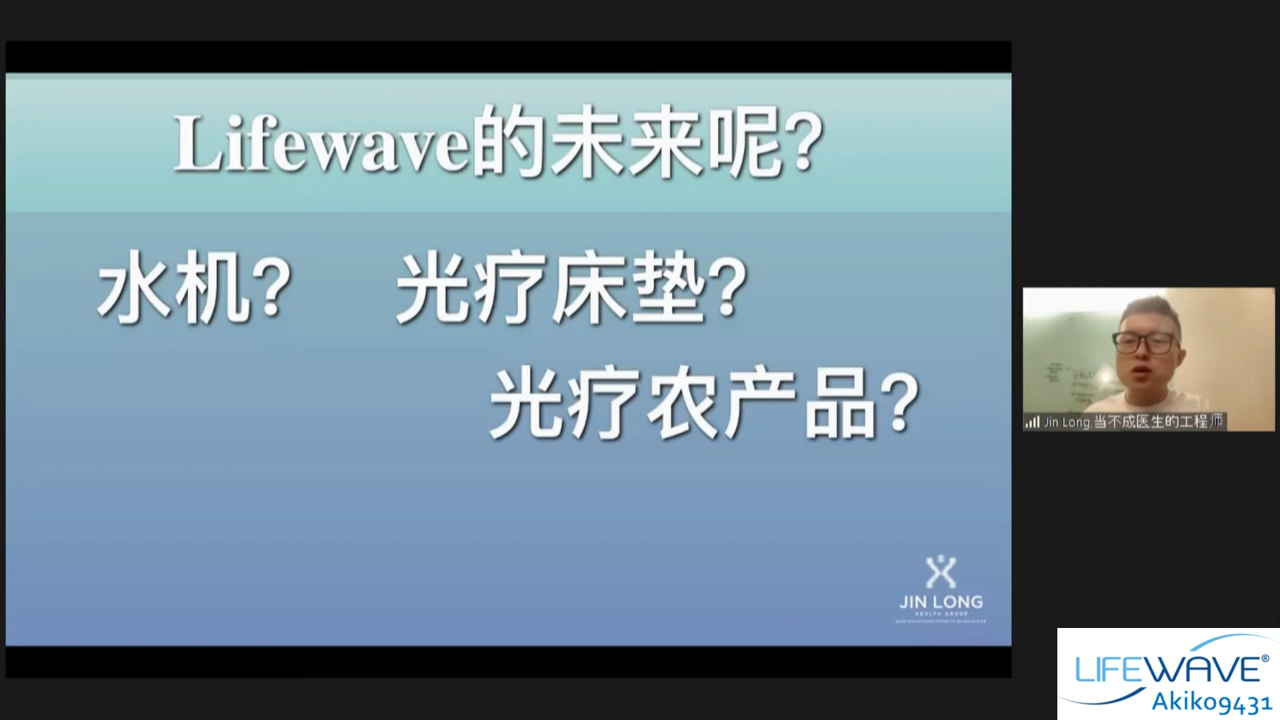 Lifewave的未来呢?
水机? 光疗床垫?
光疗农产品?
JIN LONG
HEALTH GROUP
Jin Long 当不成医生的工程师
LIFEWAVE®
Akiko9431